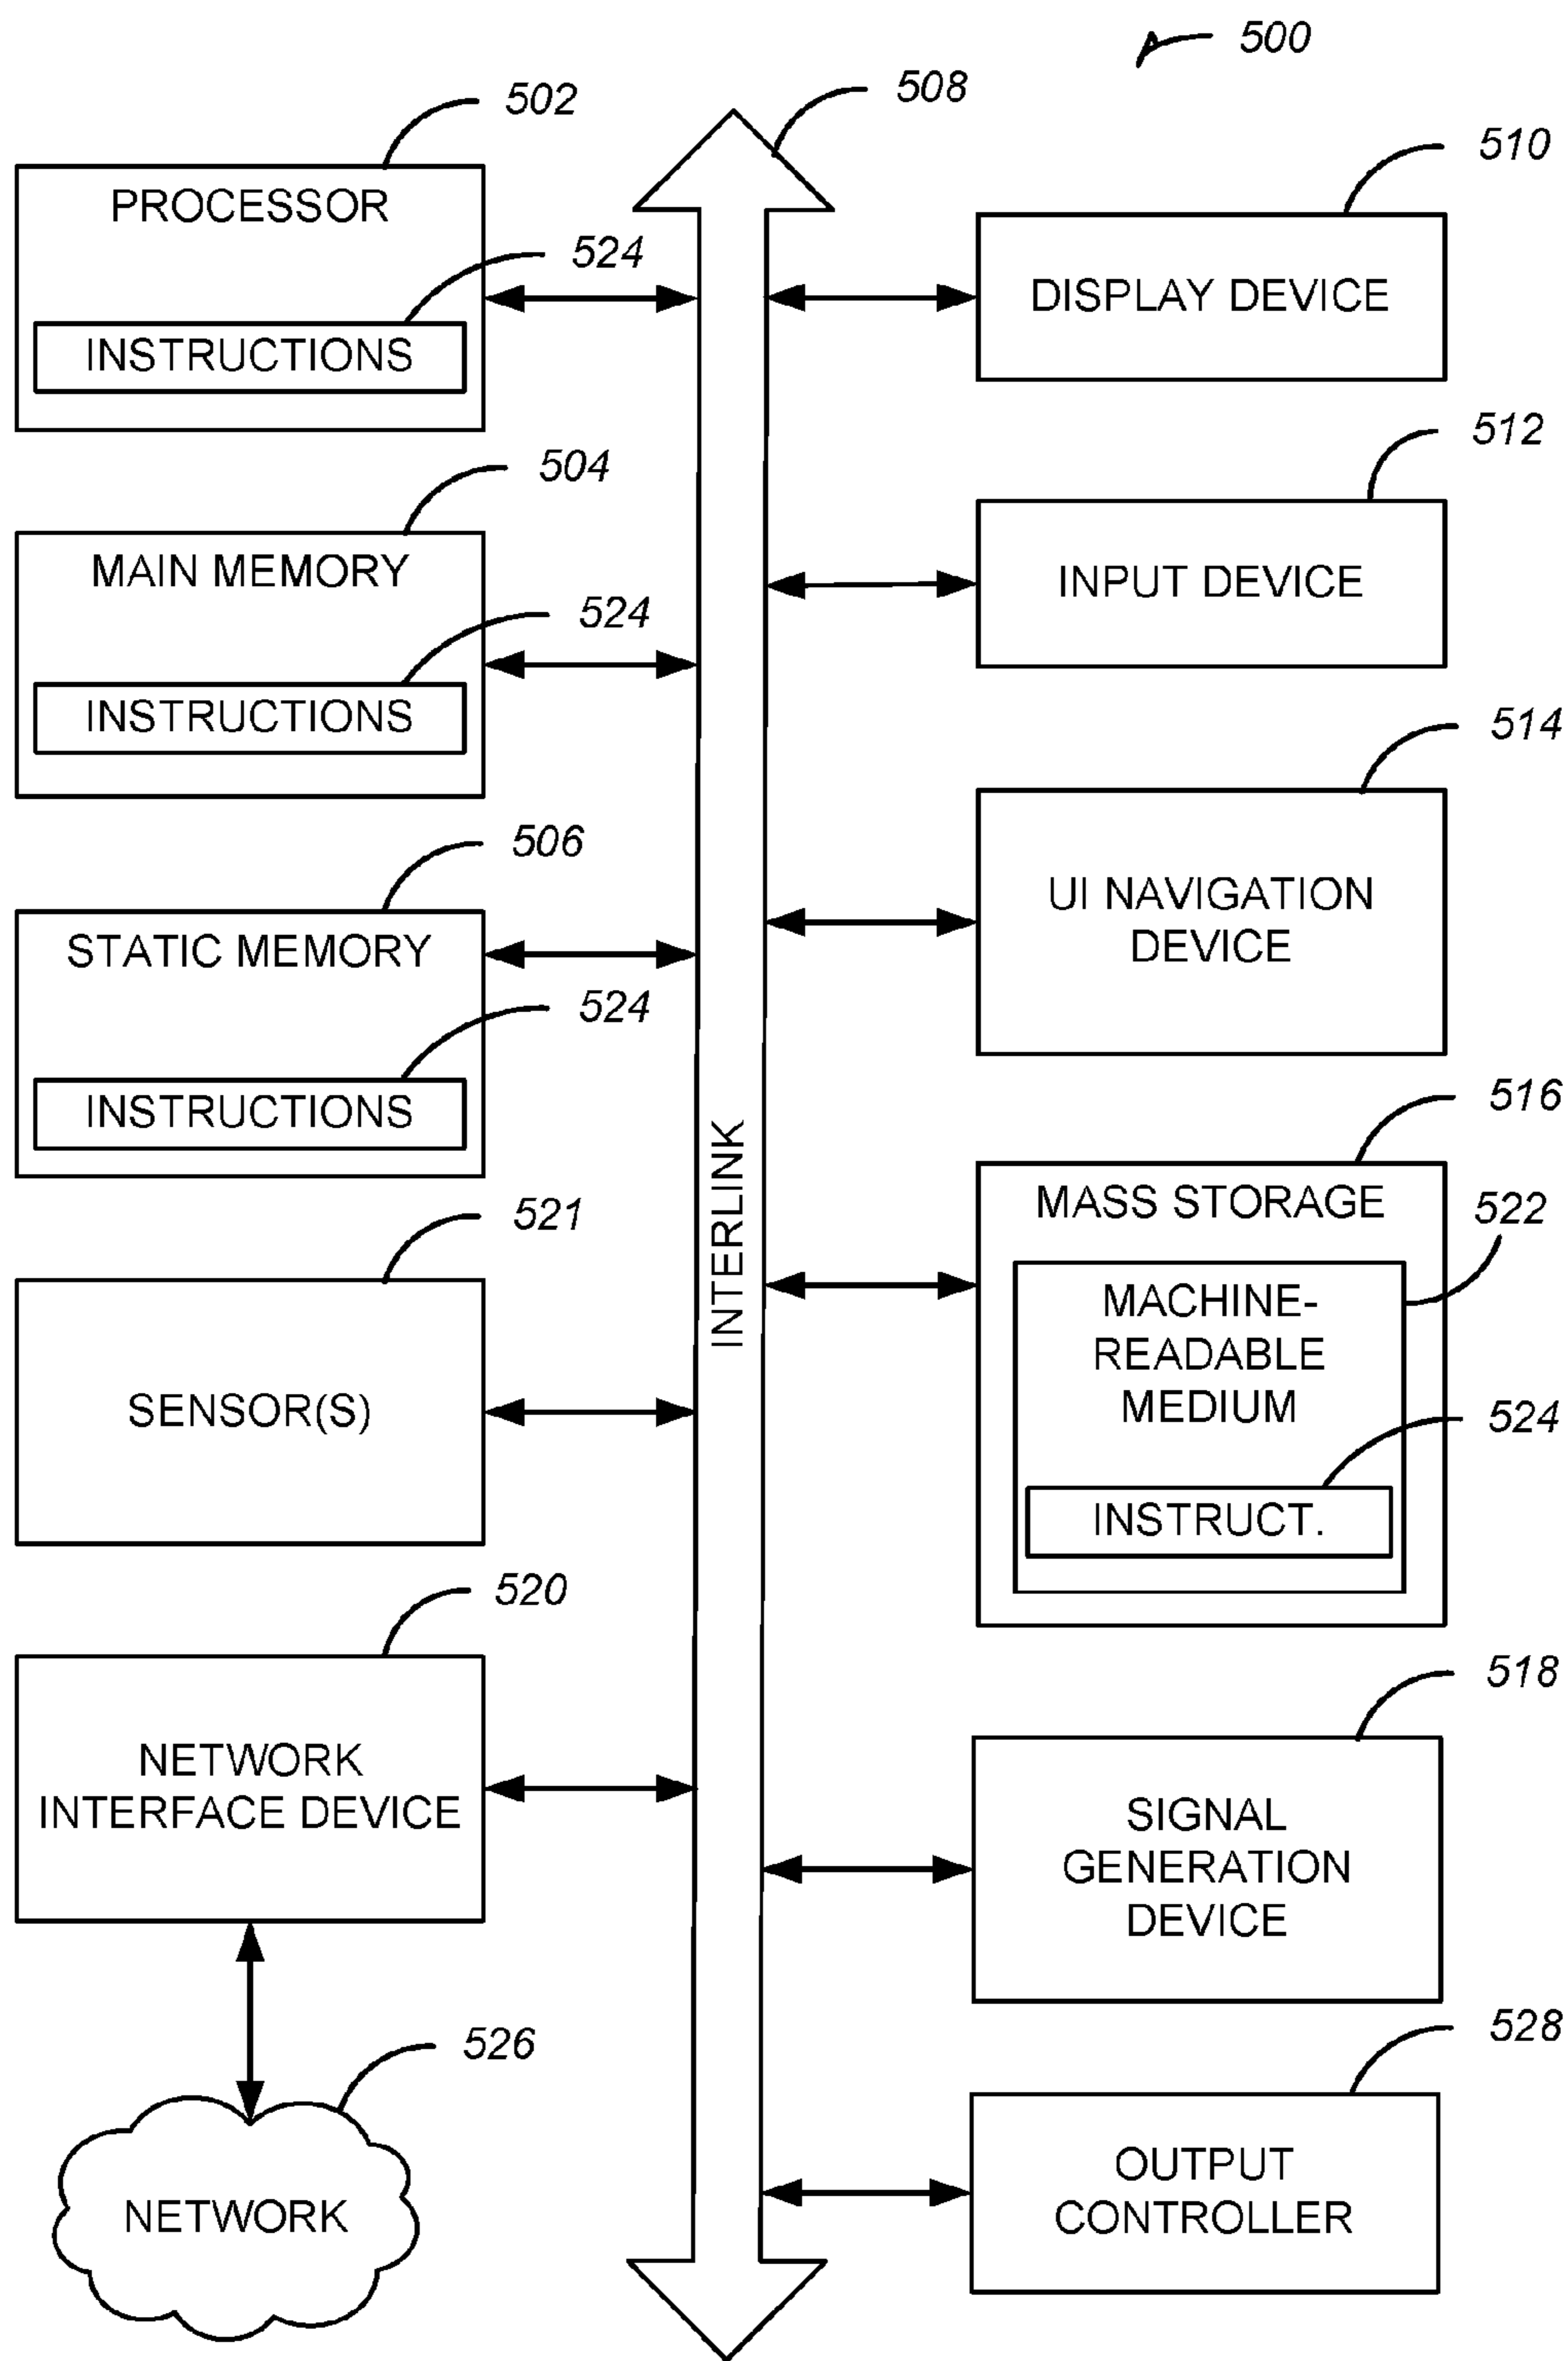 500
508
502
PROCESSOR
524
INSTRUCTIONS
504
MAIN MEMORY
524
INSTRUCTIONS
506
STATIC MEMORY
524
INSTRUCTIONS
521
SENSOR(S)
520
NETWORK
INTERFACE DEVICE
526
NETWORK
INTERLINK
510
DISPLAY DEVICE
512
INPUT DEVICE
514
UI NAVIGATION
DEVICE
516
MASS STORAGE
522
MACHINE-
READABLE
MEDIUM
524
INSTRUCT.
518
SIGNAL
GENERATION
DEVICE
528
OUTPUT
CONTROLLER